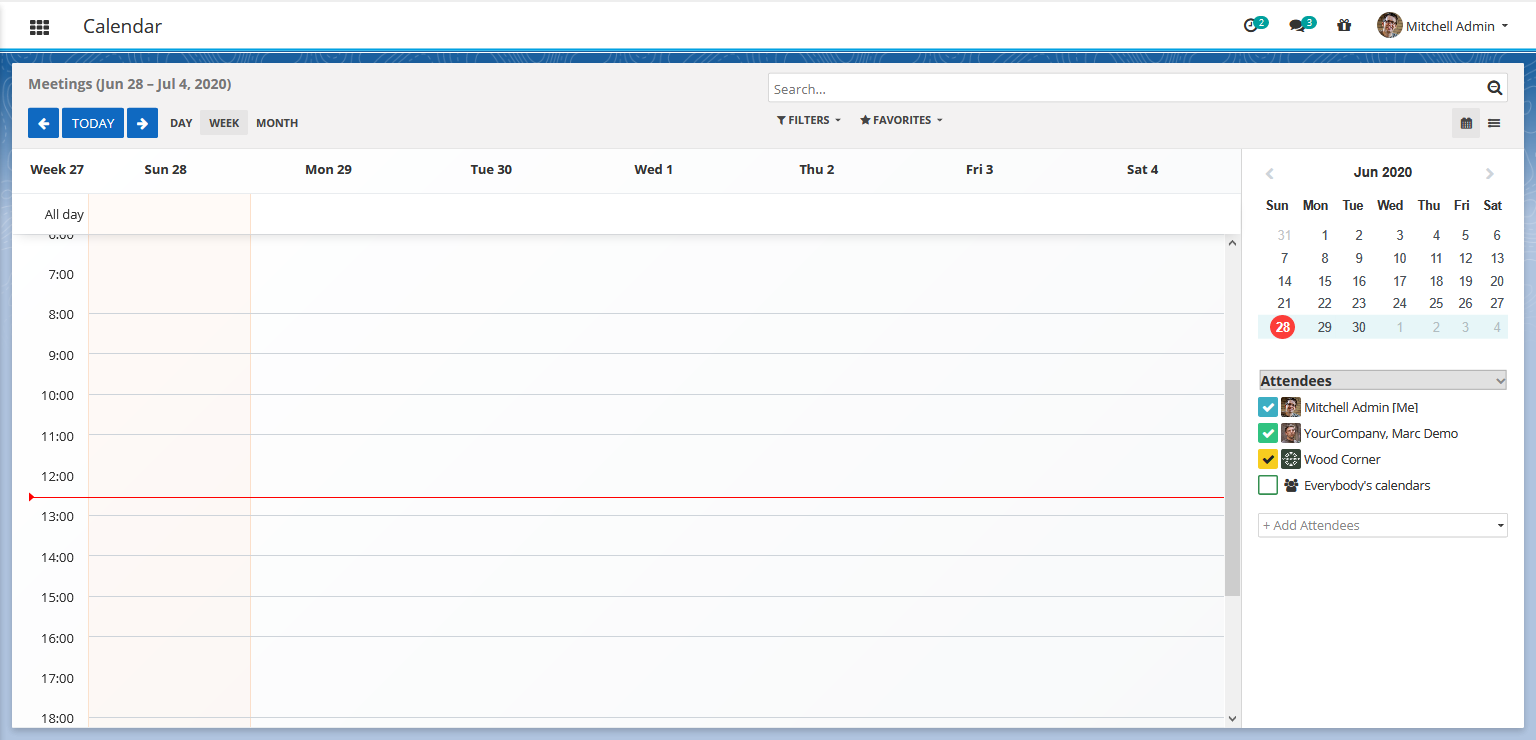 Calendar
2
3
Mitchell Admin
Meetings (Jun 28 – Jul 4, 2020)
Search...
TODAY
DAY
WEEK
MONTH
FILTERS
FAVORITES
Week 27 Sun 28 Mon 29 Tue 30 Wed 1 Thu 2 Fri 3 Sat 4
All day
6:00
7:00
8:00
9:00
10:00
11:00
12:00
13:00
14:00
15:00
16:00
17:00
18:00
Jun 2020
Sun Mon Tue Wed Thu Fri Sat
31 1 2 3 4 5 6
7 8 9 10 11 12 13
14 15 16 17 18 19 20
21 22 23 24 25 26 27
28 29 30 1 2 3 4
Attendees
Mitchell Admin [Me]
YourCompany, Marc Demo
Wood Corner
Everybody's calendars
+ Add Attendees